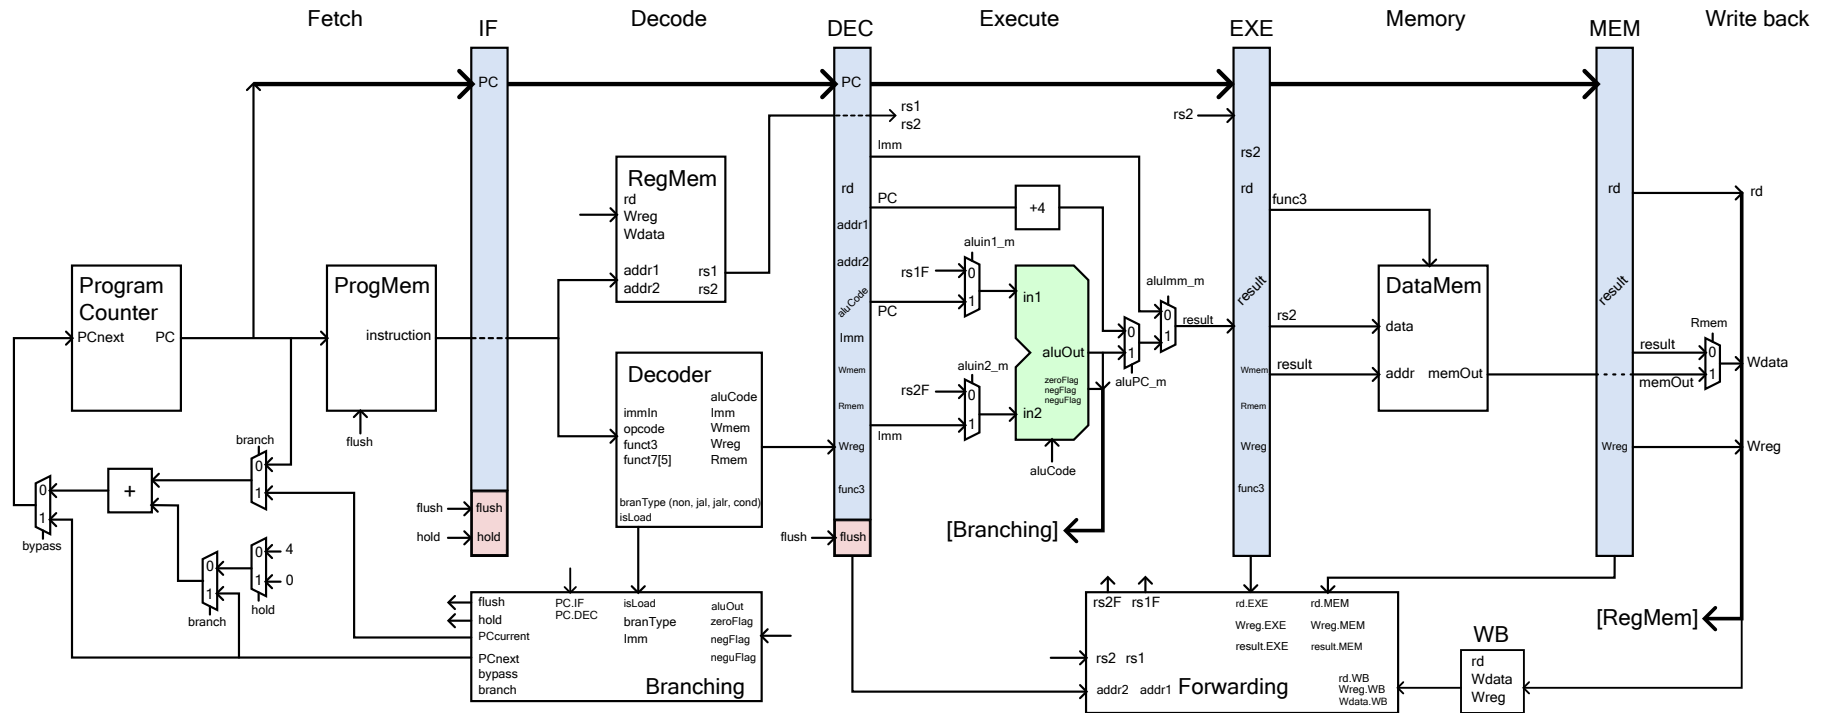 Fetch
IF
Decode
DEC
Execute
EXE
Memory
MEM
Write back
PC
PC
rs1
rs2
rs2
Imm
RegMem
rd
Wreg
Wdata
addr1
addr2
rs1
rs2
rd
addr1
addr2
aluCode
Imm
Wmem
Rmem
Wreg
func3
flush
flush
PC
+4
aluin1_m
rs1F
0
1
PC
in1
aluOut
zeroFlag
negFlag
neguFlag
in2
aluCode
aluin2_m
rs2F
0
1
Imm
0
1
aluPC_m
aluImm_m
0
1
result
[Branching]
rs2
rd
result
Wmem
Rmem
Wreg
func3
func3
rs2
result
DataMem
data
addr
memOut
rd
result
Wreg
result
memOut
Rmem
0
1
rd
Wdata
Wreg
[RegMem]
Program
Counter
PCnext
PC
ProgMem
instruction
flush
Decoder
immIn
opcode
funct3
funct7[5]
aluCode
Imm
Wmem
Wreg
Rmem
branType (non, jal, jalr, cond)
isLoad
flush
hold
flush
hold
branch
0
1
+
0
1
bypass
0
1
branch
0
1
4
0
hold
flush
hold
PCcurrent
PCnext
bypass
branch
PC.IF
PC.DEC
isLoad
branType
Imm
aluOut
zeroFlag
negFlag
neguFlag
Branching
rs2F
rs1F
rd.EXE
Wreg.EXE
result.EXE
rd.MEM
Wreg.MEM
result.MEM
rs2
rs1
addr2
addr1
Forwarding
rd.WB
Wreg.WB
Wdata.WB
WB
rd
Wdata
Wreg